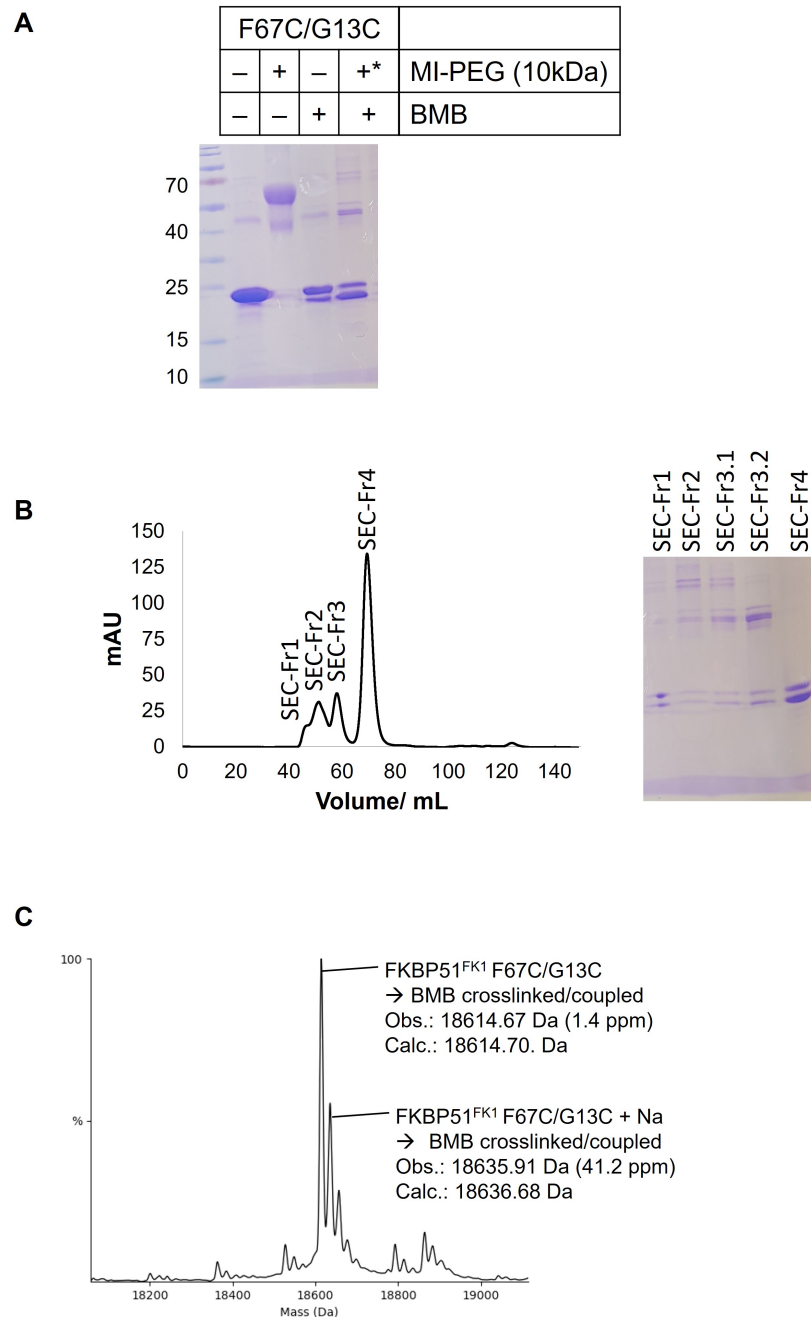 A
F67C/G13C
– + – +* MI-PEG (10kDa)
– – + + BMB
70
40
25
15
10
B
SEC-Fr1
SEC-Fr2
SEC-Fr3
SEC-Fr4
150
125
100
75
50
25
0
mAU
0 20 40 60 80 100 120 140
Volume/ mL
SEC-Fr1
SEC-Fr2
SEC-Fr3.1
SEC-Fr3.2
SEC-Fr4
C
100
%
FKBP51FK1 F67C/G13C
→ BMB crosslinked/coupled
Obs.: 18614.67 Da (1.4 ppm)
Calc.: 18614.70. Da
FKBP51FK1 F67C/G13C + Na
→ BMB crosslinked/coupled
Obs.: 18635.91 Da (41.2 ppm)
Calc.: 18636.68 Da
18200 18400 18600 18800 19000
Mass (Da)